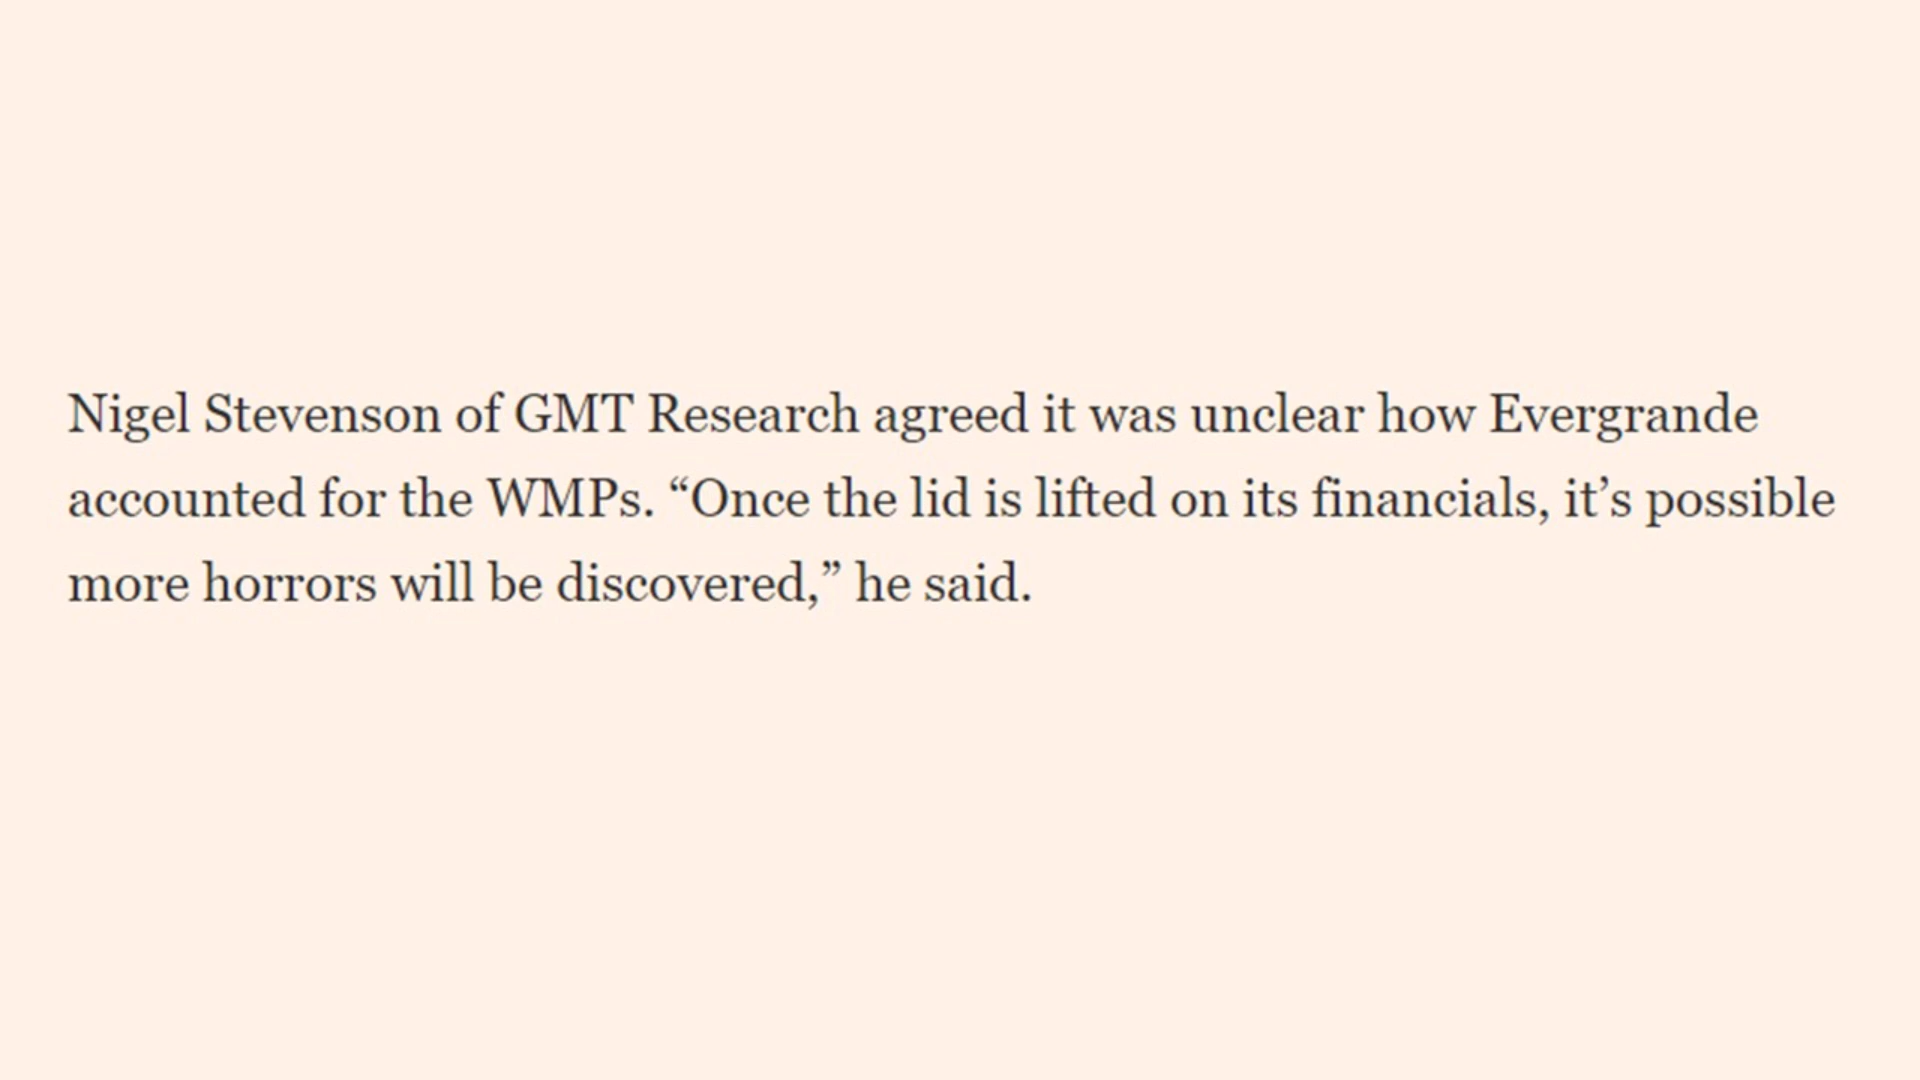 Nigel Stevenson of GMT Research agreed it was unclear how Evergrande
accounted for the WMPs. “Once the lid is lifted on its financials, it’s possible
more horrors will be discovered,” he said.